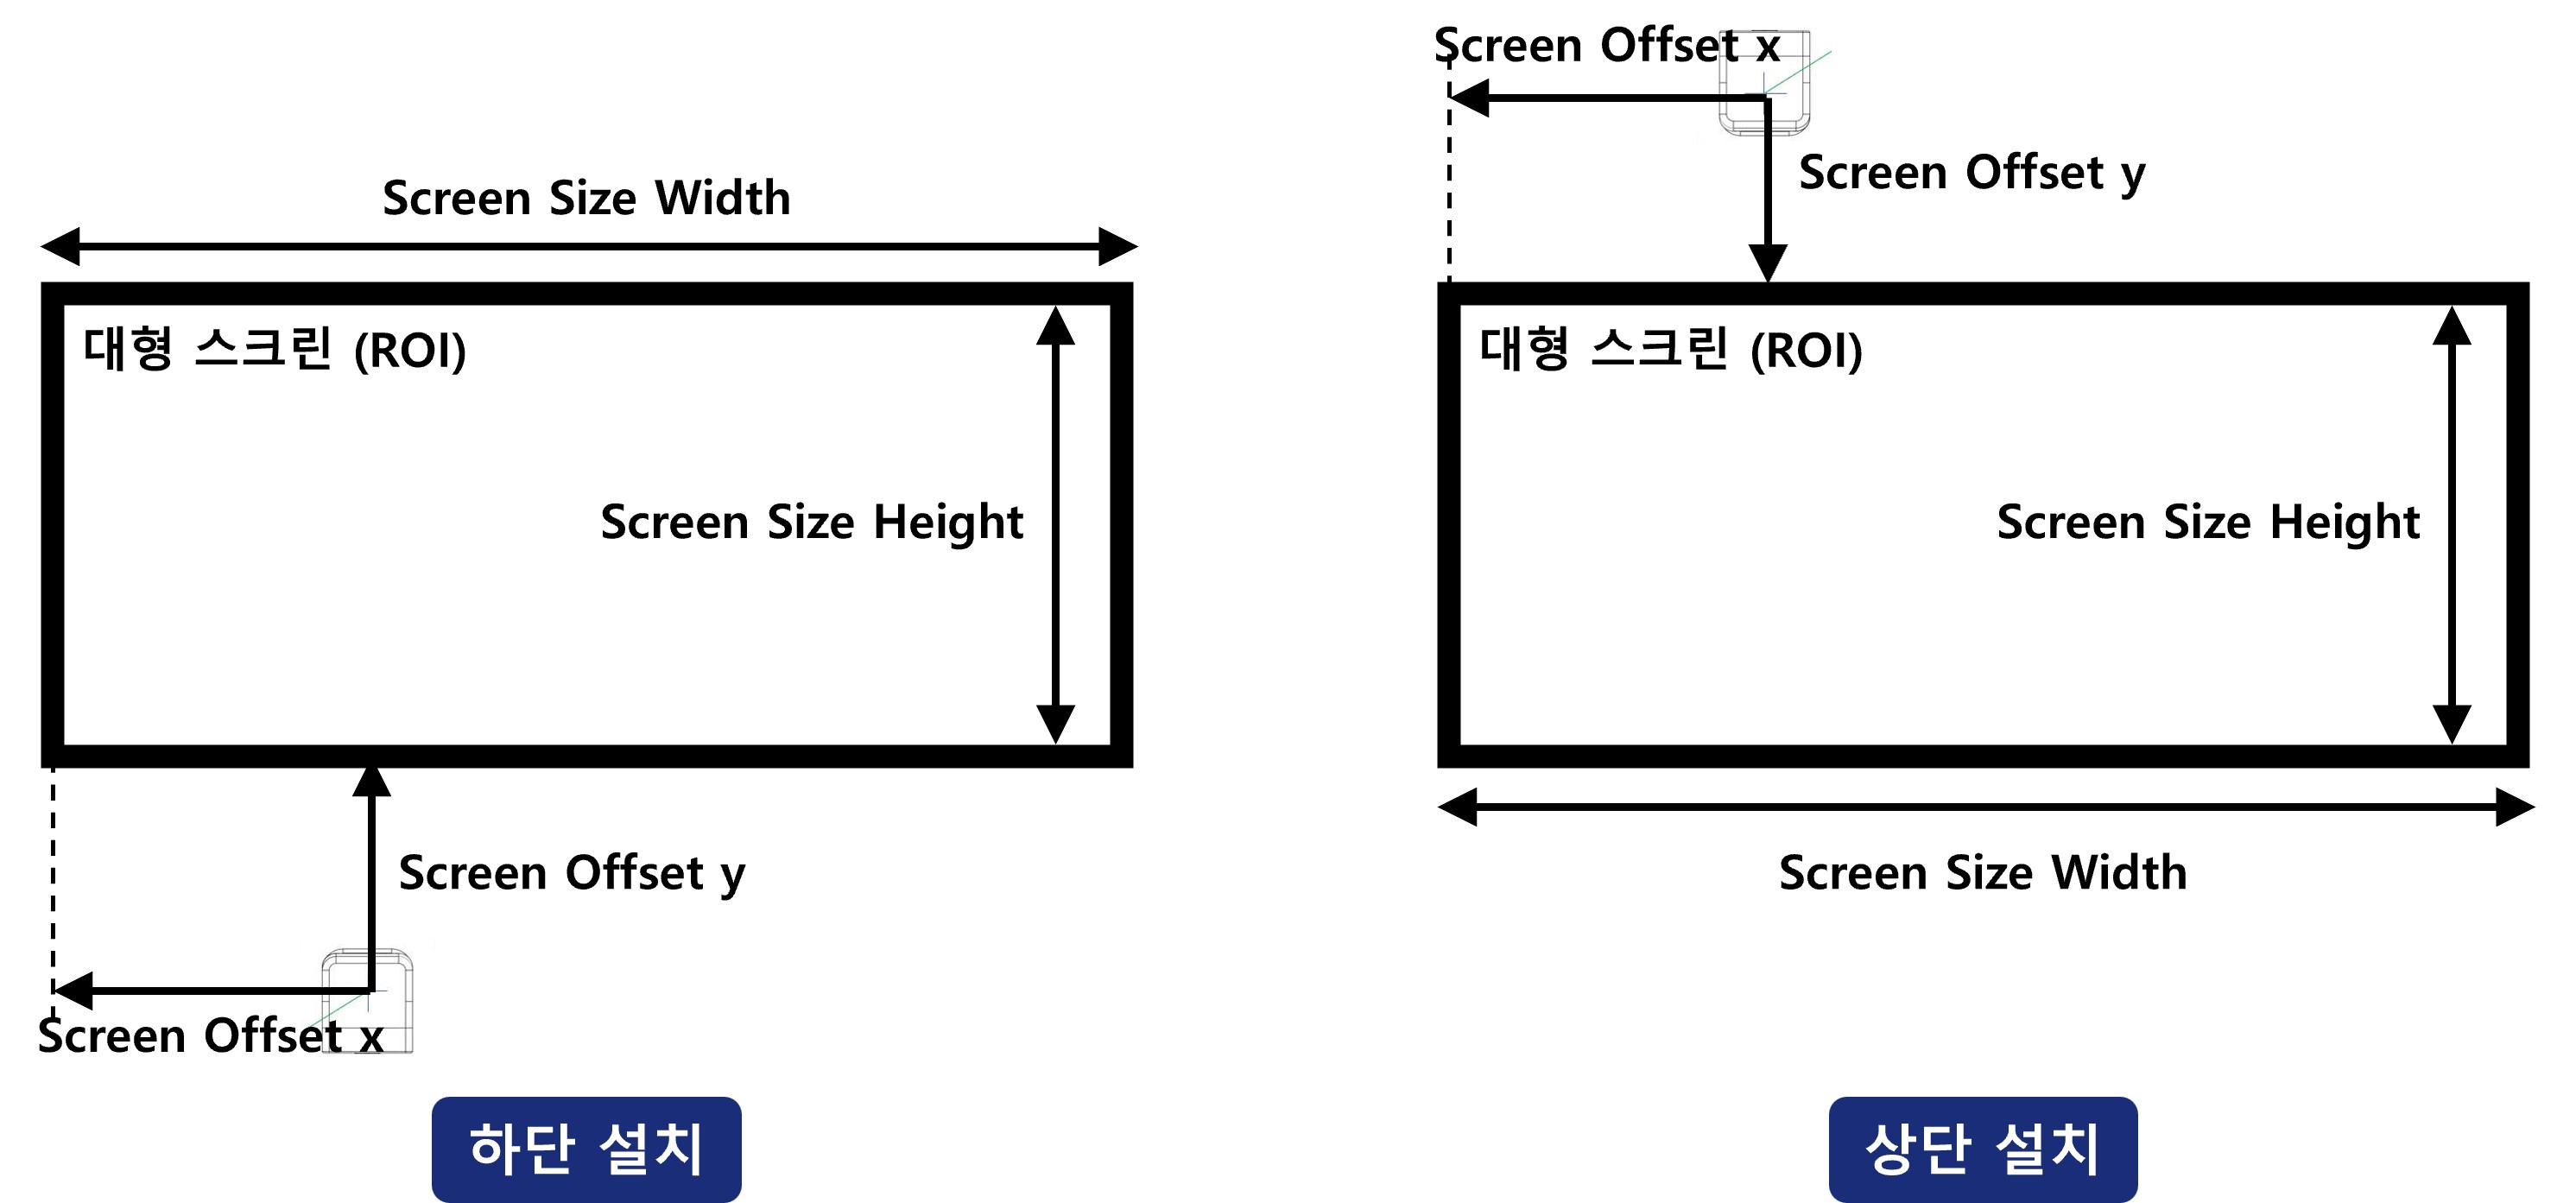 Screen Size Width
대형 스크린 (ROI)
Screen Size Height
Screen Offset y
Screen Offset x
하단 설치
Screen Offset x
Screen Offset y
대형 스크린 (ROI)
Screen Size Height
Screen Size Width
상단 설치